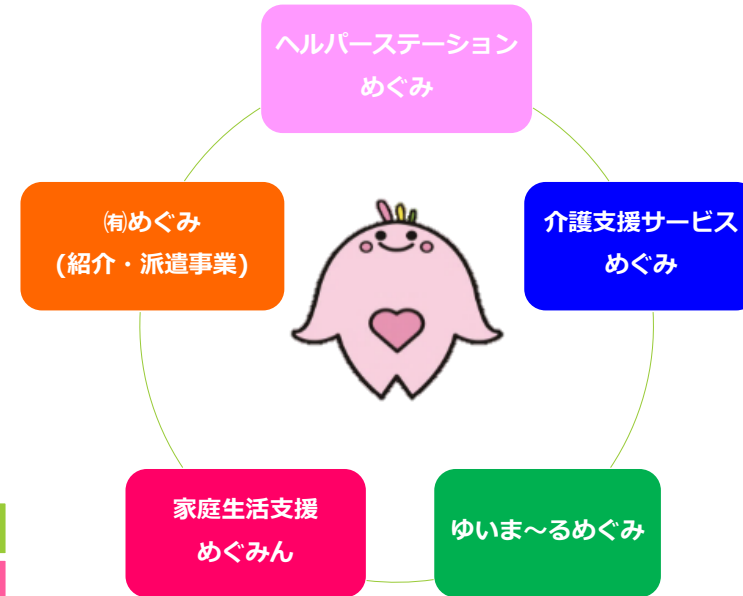 ヘルパーステーション
めぐみ
㈲めぐみ
(紹介・派遣事業)
介護支援サービス
めぐみ
家庭生活支援
めぐみん
ゆいま～るめぐみ